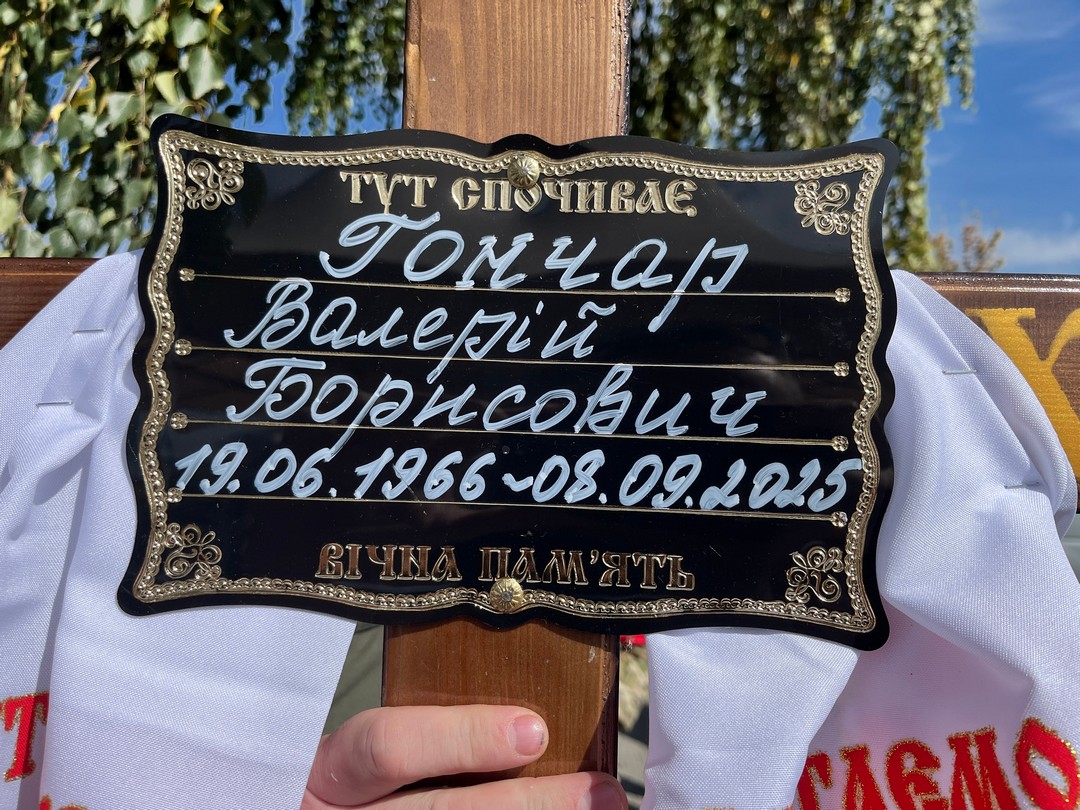 ТУТ СПОЧИВАЄ
Гончар
Валерій
Борисович
19.06.1966~08.09.2025
ВІЧНА ПАМ'ЯТЬ